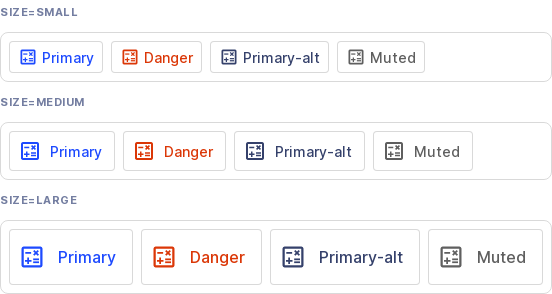 SIZE=SMALL
Primary Danger Primary-alt Muted
SIZE=MEDIUM
Primary Danger Primary-alt Muted
SIZE=LARGE
Primary Danger Primary-alt Muted